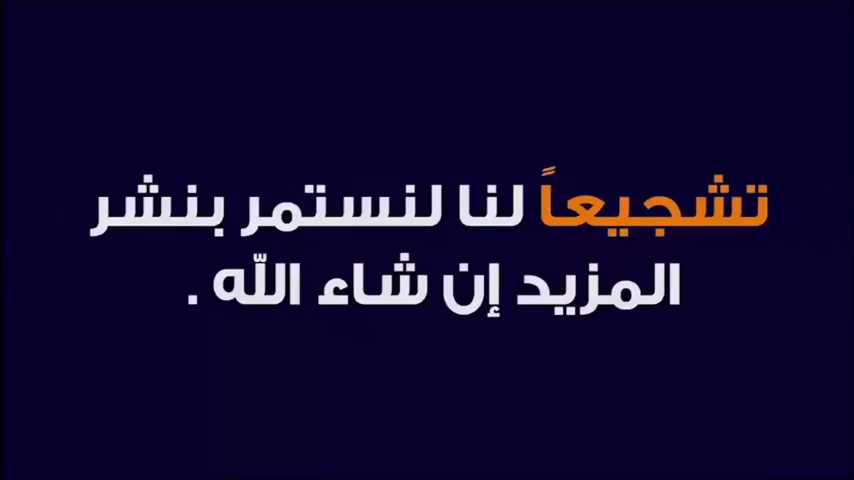 تشجيعاً لنا لنستمر بنشر
المزيد إن شاء الله .